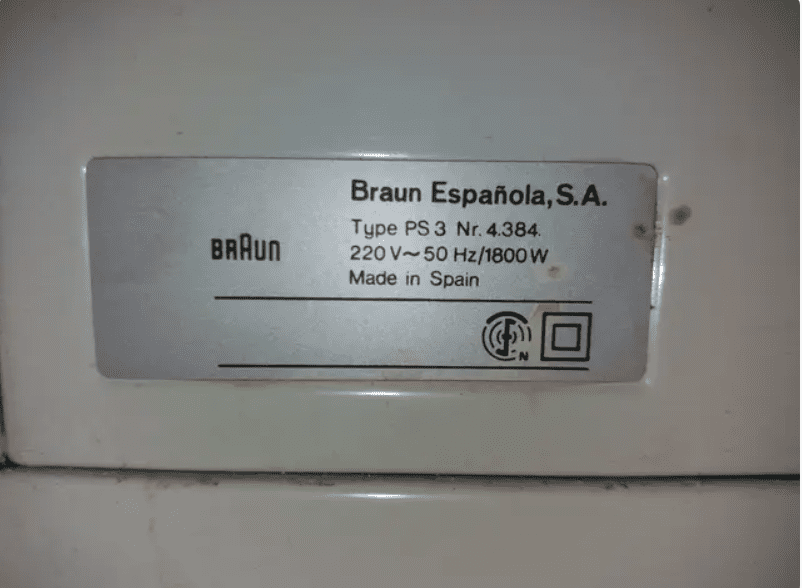 Braun Española, S.A.
Type PS 3 Nr. 4.384.
BRAUN
220 V~50 Hz/1800 W
Made in Spain
N